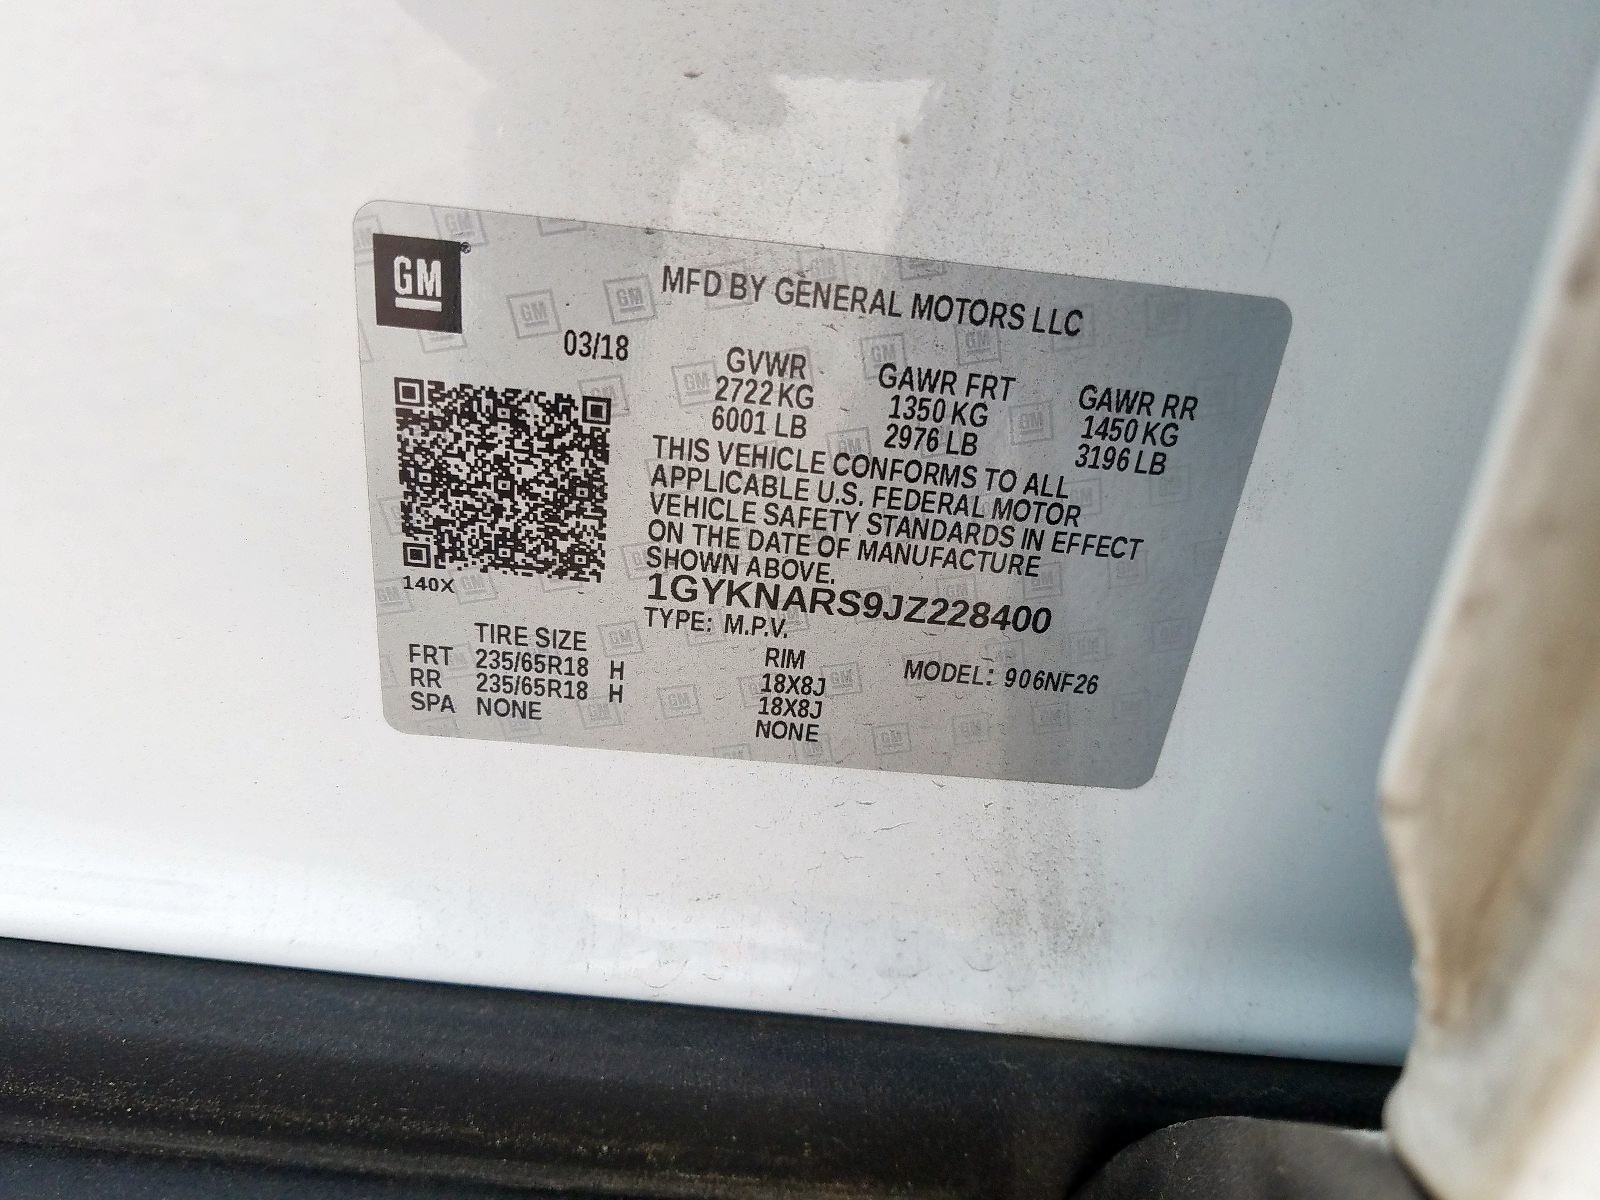 GM
MFD BY GENERAL MOTORS LLC
03/18
GVWR
2722 KG
6001 LB
GAWR FRT
1350 KG
2976 LB
GAWR RR
1450 KG
3196 LB
THIS VEHICLE CONFORMS TO ALL
APPLICABLE U.S. FEDERAL MOTOR
VEHICLE SAFETY STANDARDS IN EFFECT
ON THE DATE OF MANUFACTURE
SHOWN ABOVE.
140X
1GYKNARS9JZ228400
TYPE: M.P.V.
TIRE SIZE RIM MODEL: 906NF26
FRT 235/65R18 H 18X8J
RR 235/65R18 H 18X8J
SPA NONE NONE